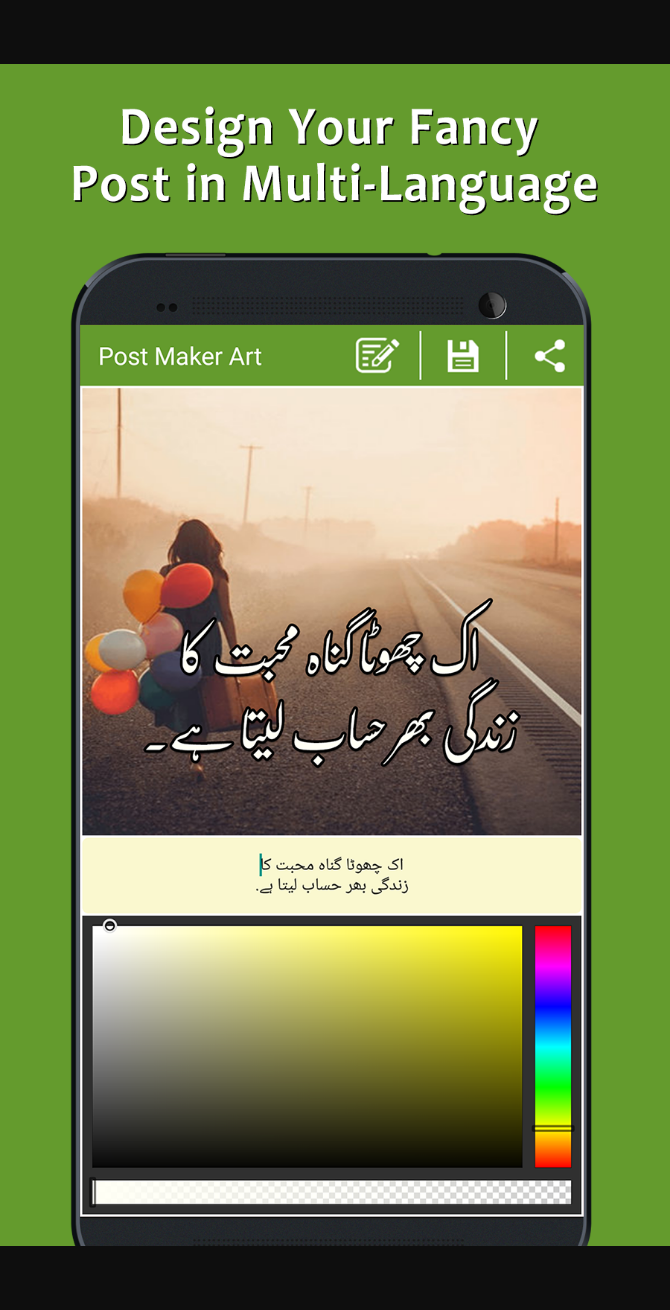 Design Your Fancy
Post in Multi-Language
Post Maker Art
اک چھوٹا گناہ محبت کا
زندگی بھر حساب لیتا ہے۔
اک چھوٹا گناہ محبت کا
زندگی بھر حساب لیتا ہے.